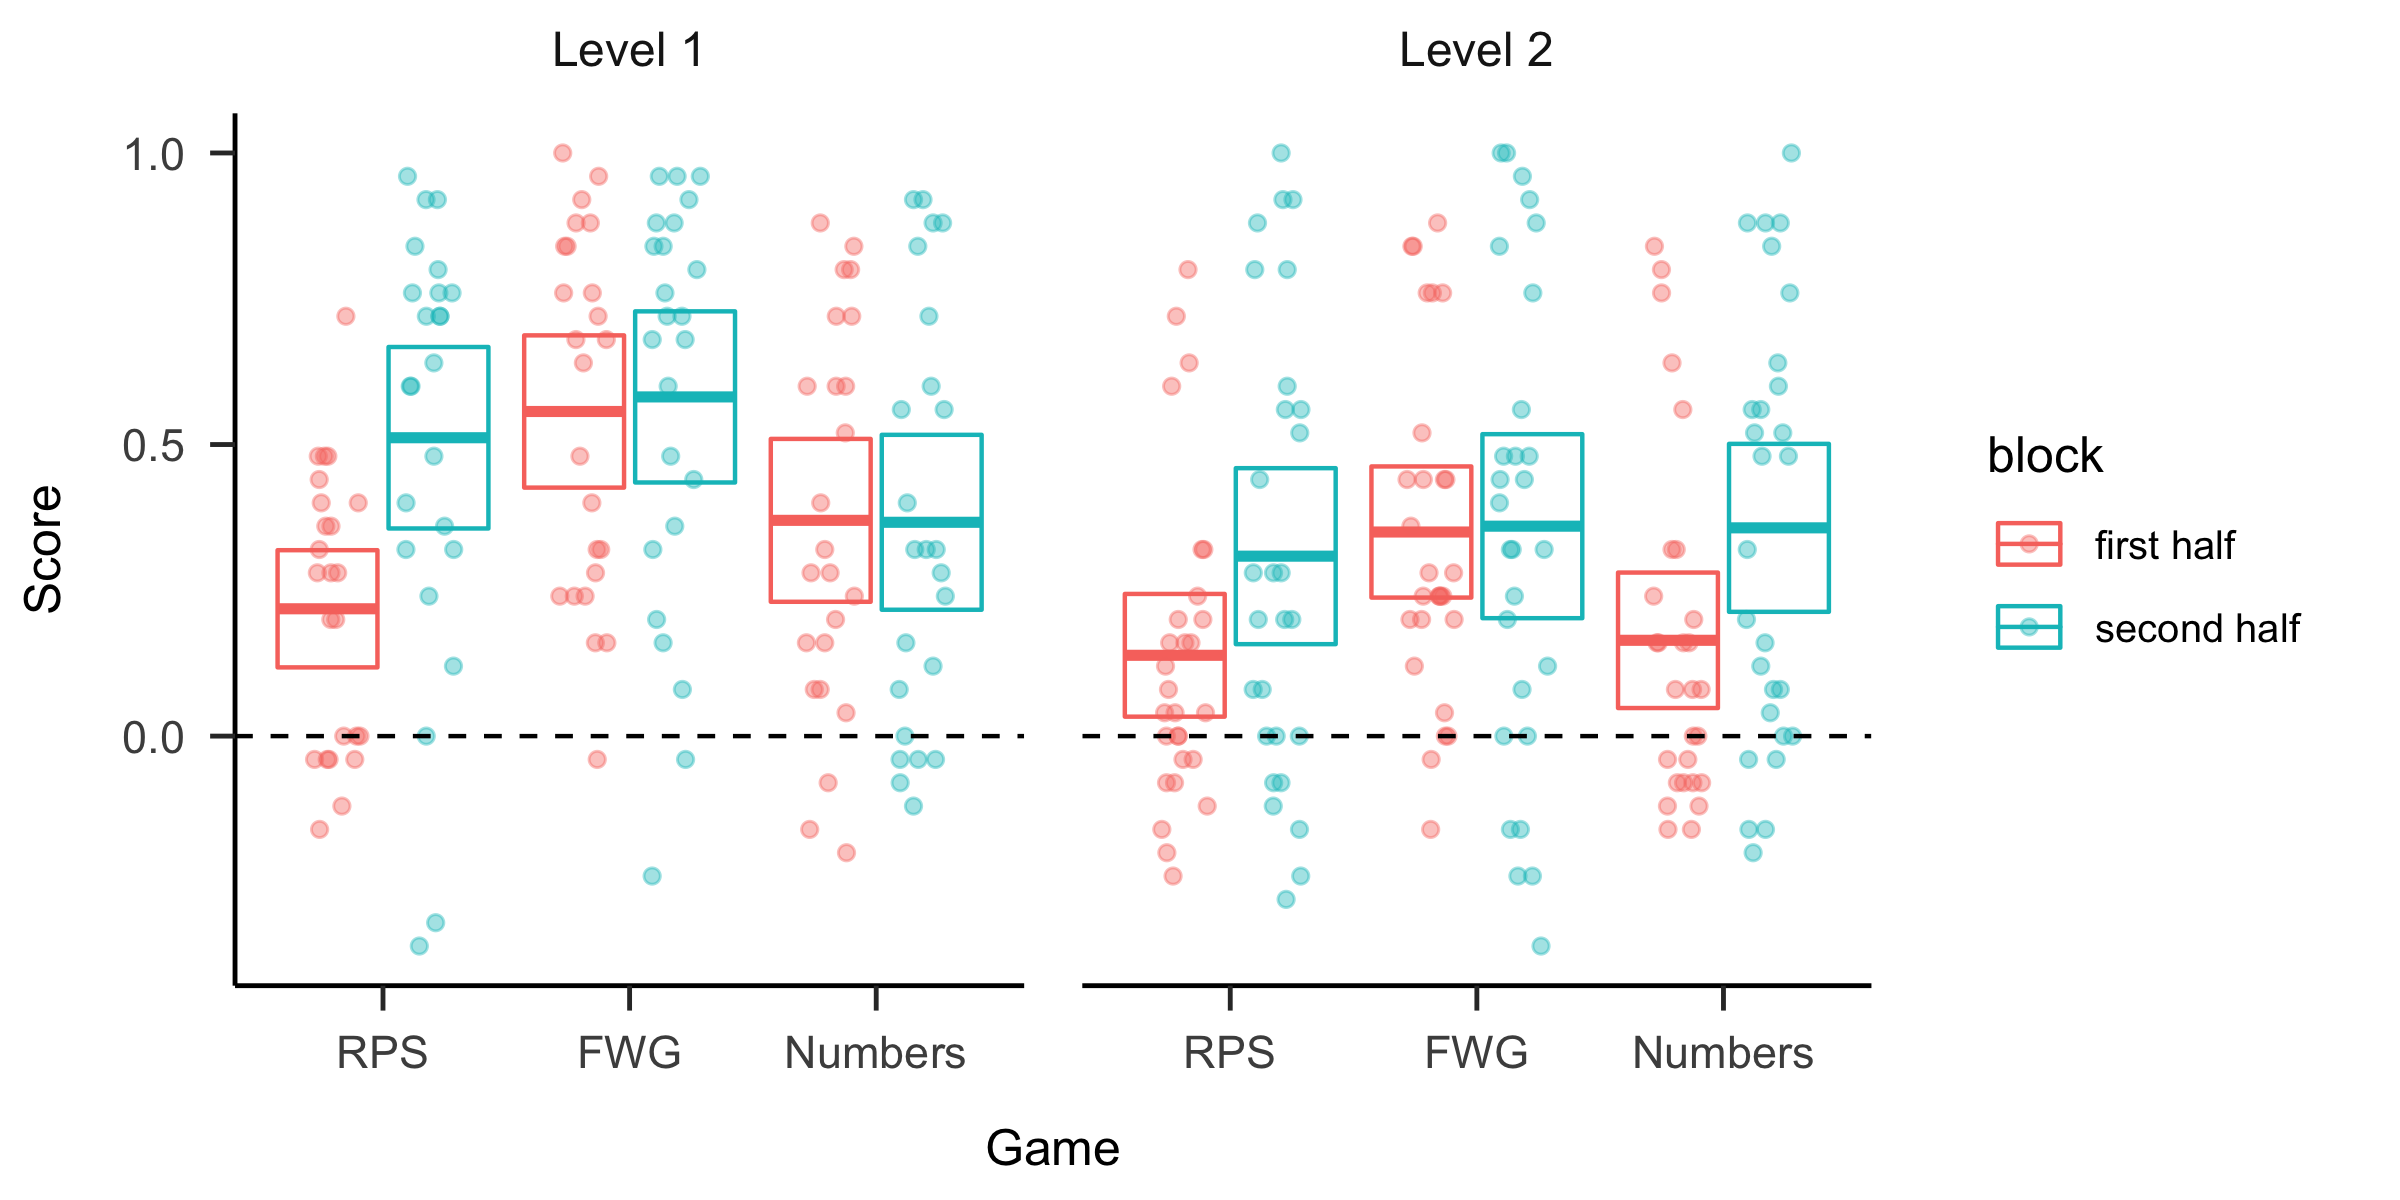 Level 1
Level 2
1.0
0.5
0.0
Score
RPS
FWG
Numbers
RPS
FWG
Numbers
Game
block
first half
second half